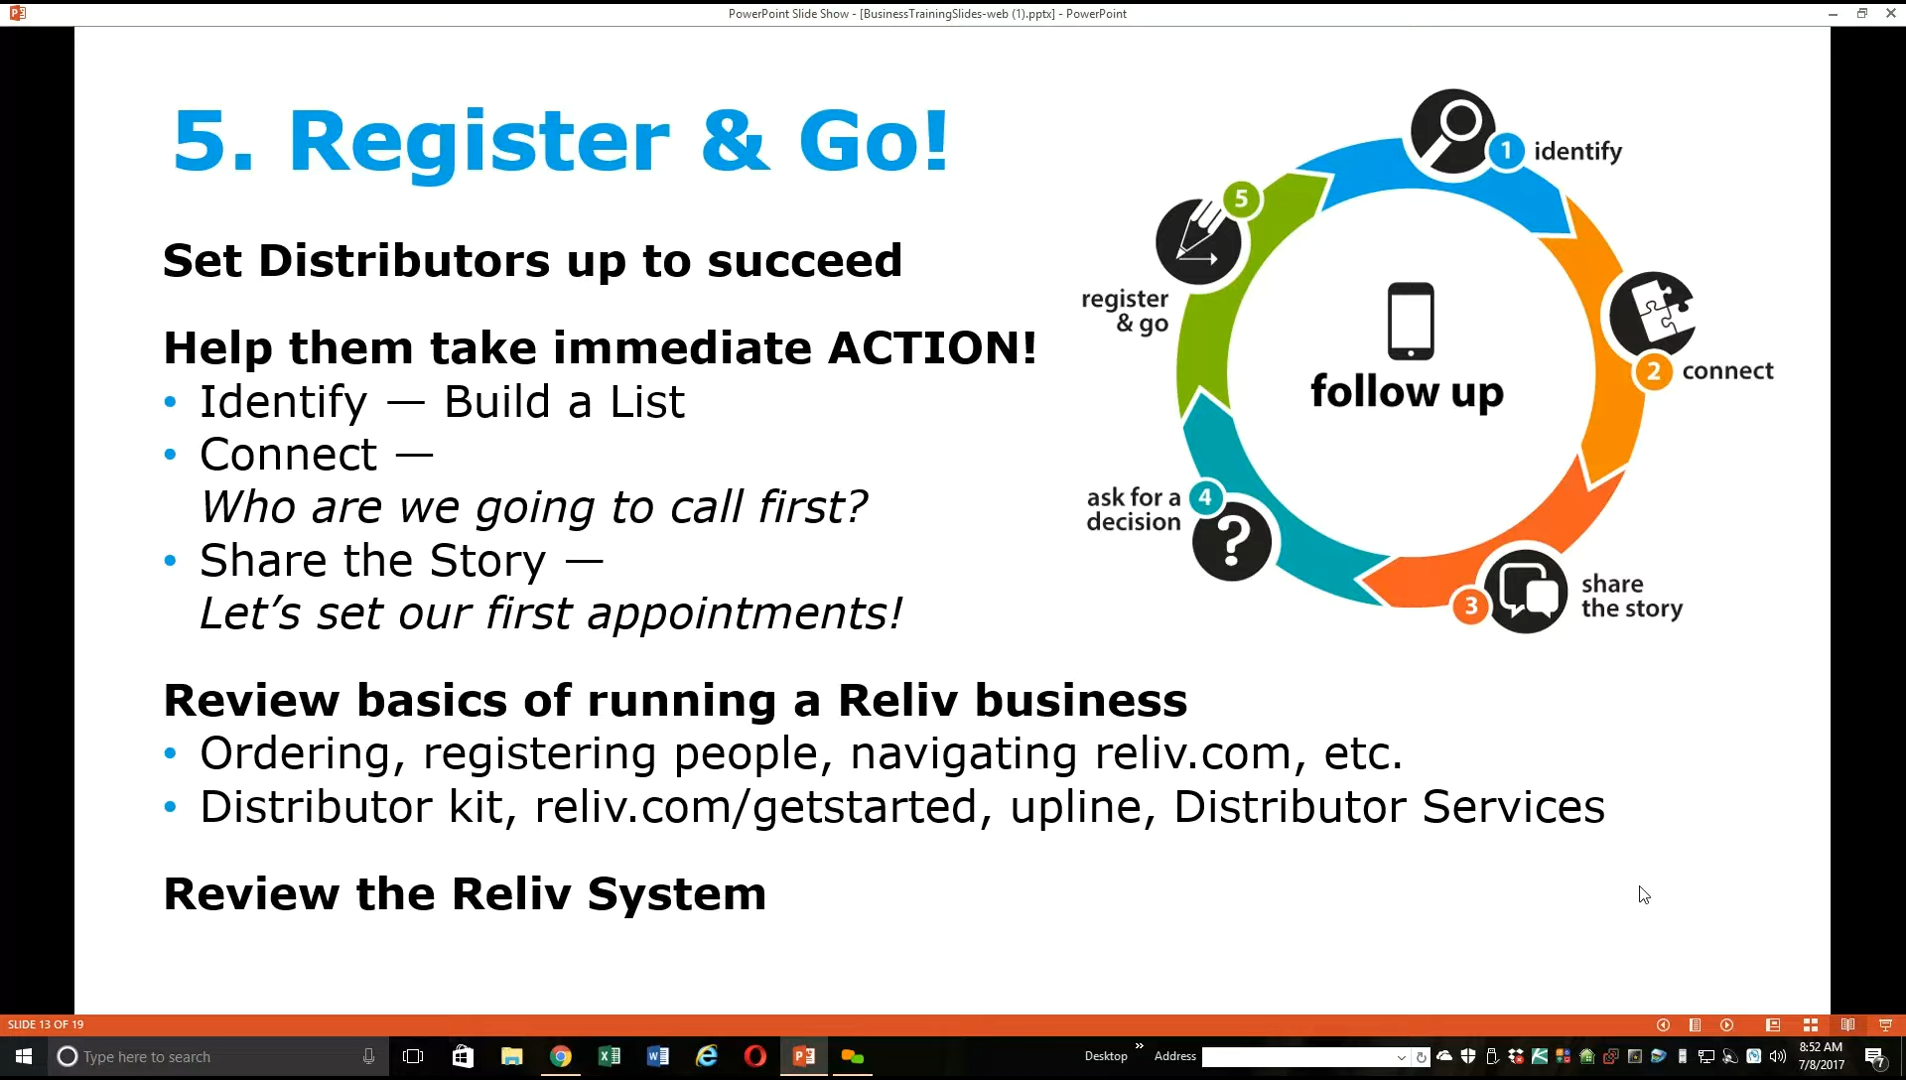 PowerPoint Slide Show - [BusinessTrainingSlides-web (1).pptx] - PowerPoint
5. Register & Go!
Set Distributors up to succeed
Help them take immediate ACTION!
• Identify — Build a List
• Connect —
Who are we going to call first?
• Share the Story —
Let's set our first appointments!
Review basics of running a Reliv business
• Ordering, registering people, navigating reliv.com, etc.
• Distributor kit, reliv.com/getstarted, upline, Distributor Services
Review the Reliv System
1 identify
2 connect
3 share
the story
4 ask for a
decision
5 register
& go
follow up
SLIDE 13 OF 19
Type here to search
Desktop
Address
8:52 AM
7/8/2017
7